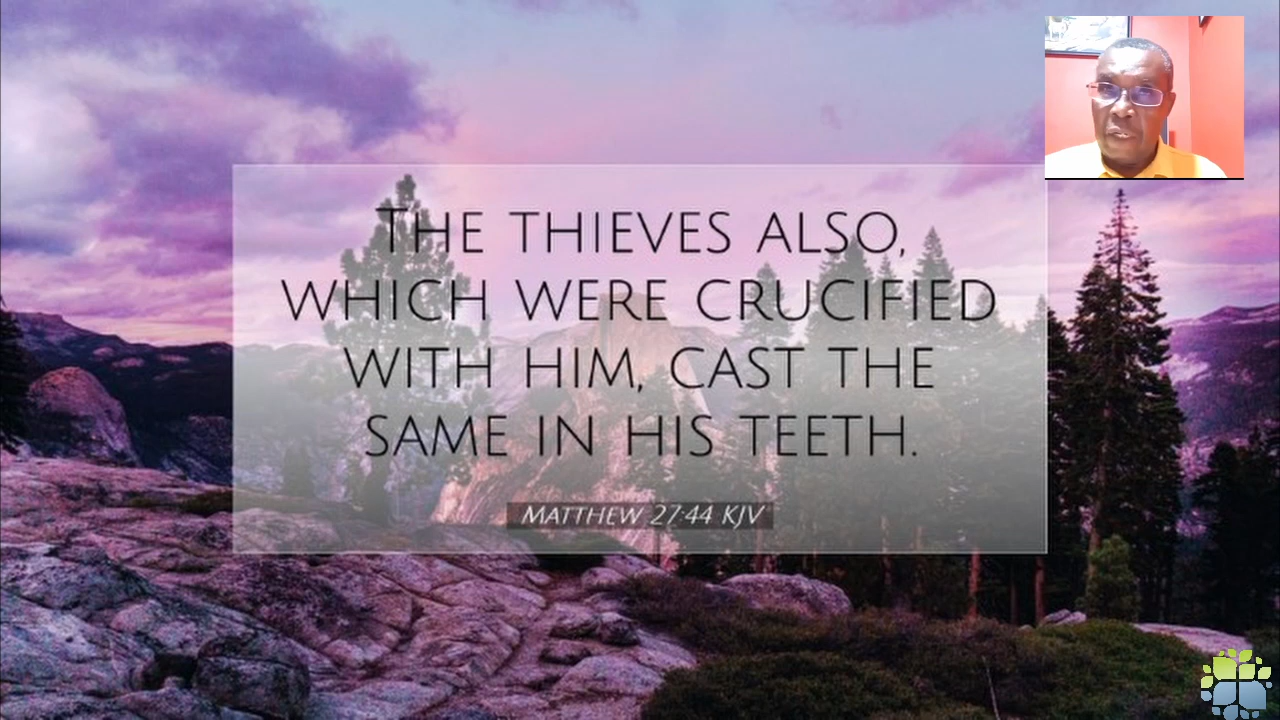 THE THIEVES ALSO,
WHICH WERE CRUCIFIED
WITH HIM, CAST THE
SAME IN HIS TEETH.
MATTHEW 27:44 KJV